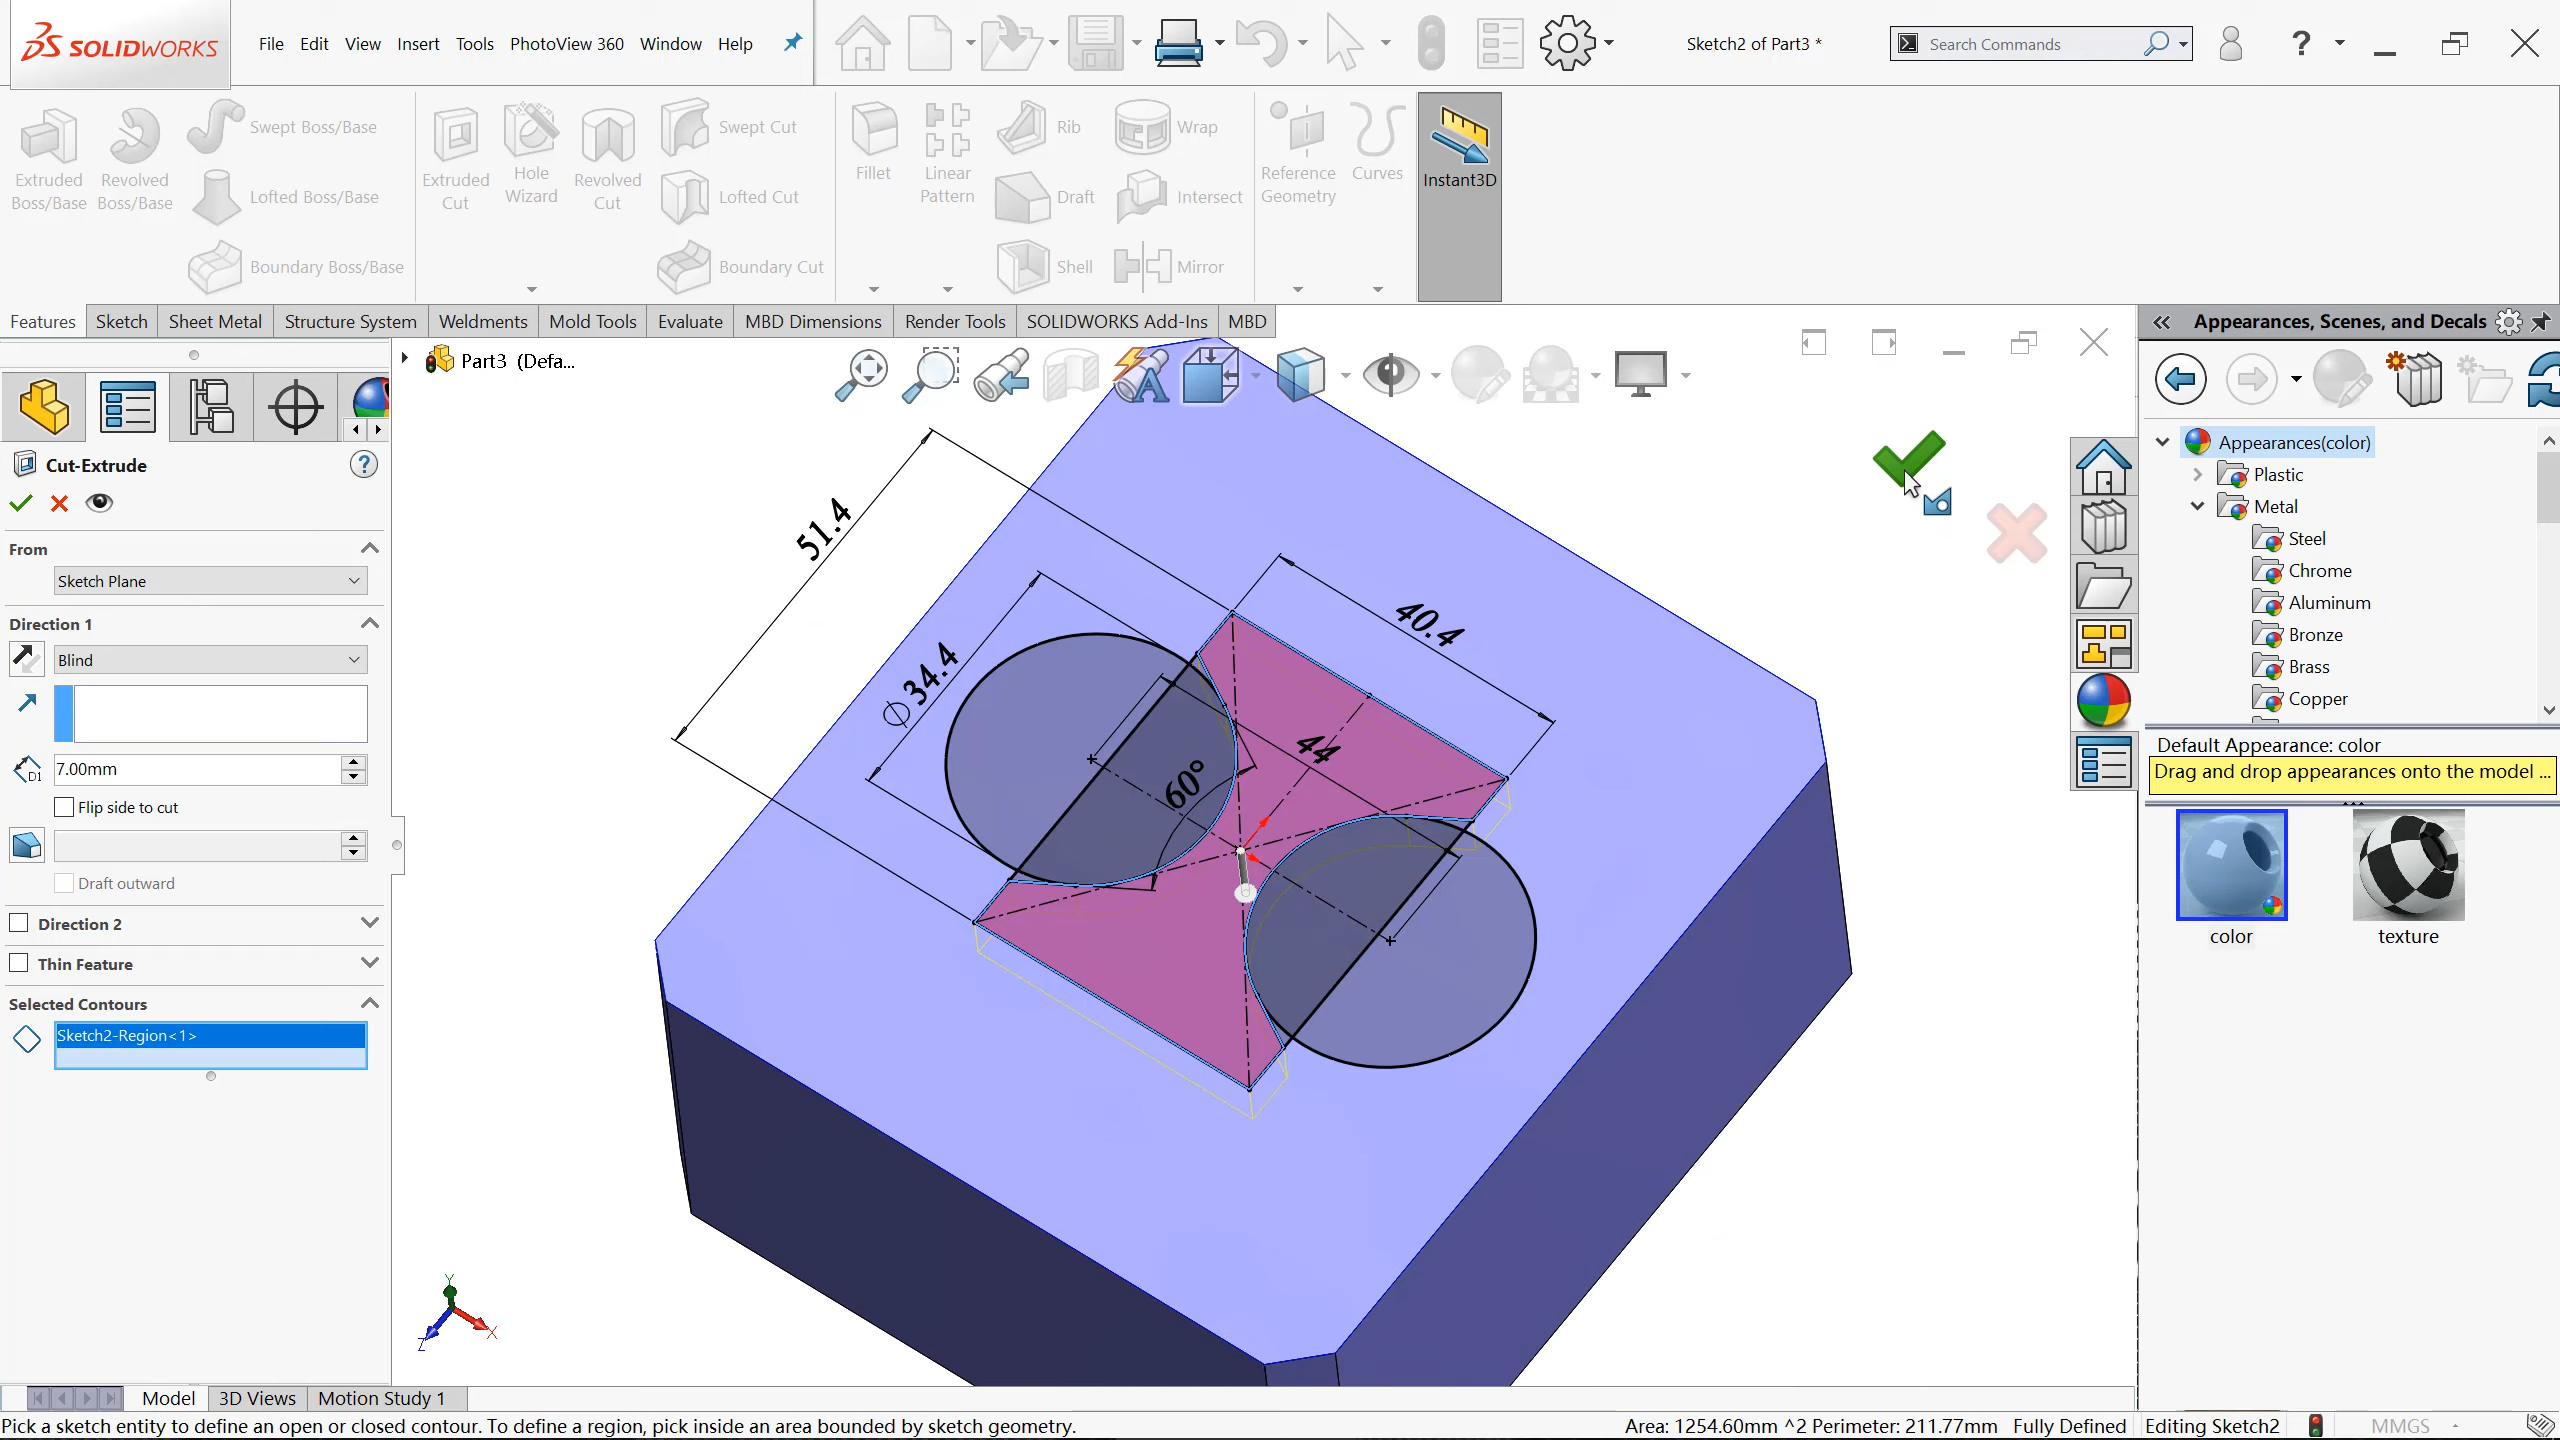 SOLIDWORKS
File Edit View Insert Tools PhotoView 360 Window Help
Sketch2 of Part3 *
Search Commands
?
Extruded Boss/Base
Revolved Boss/Base
Swept Boss/Base
Lofted Boss/Base
Boundary Boss/Base
Extruded Cut
Hole Wizard
Revolved Cut
Swept Cut
Lofted Cut
Boundary Cut
Fillet
Linear Pattern
Rib
Draft
Shell
Wrap
Intersect
Mirror
Reference Geometry
Curves
Instant3D
Features Sketch Sheet Metal Structure System Weldments Mold Tools Evaluate MBD Dimensions Render Tools SOLIDWORKS Add-Ins MBD
Part3 (Defa...
Cut-Extrude
?
From
Sketch Plane
Direction 1
Blind
D1
7.00mm
Flip side to cut
Draft outward
Direction 2
Thin Feature
Selected Contours
Sketch2-Region<1>
51.4
∅ 34.4
40.4
44
60°
Y
X
Z
Appearances, Scenes, and Decals
Appearances(color)
Plastic
Metal
Steel
Chrome
Aluminum
Bronze
Brass
Copper
Default Appearance: color
Drag and drop appearances onto the model ...
color
texture
Model 3D Views Motion Study 1
Pick a sketch entity to define an open or closed contour. To define a region, pick inside an area bounded by sketch geometry.
Area: 1254.60mm ^2 Perimeter: 211.77mm Fully Defined Editing Sketch2 MMGS